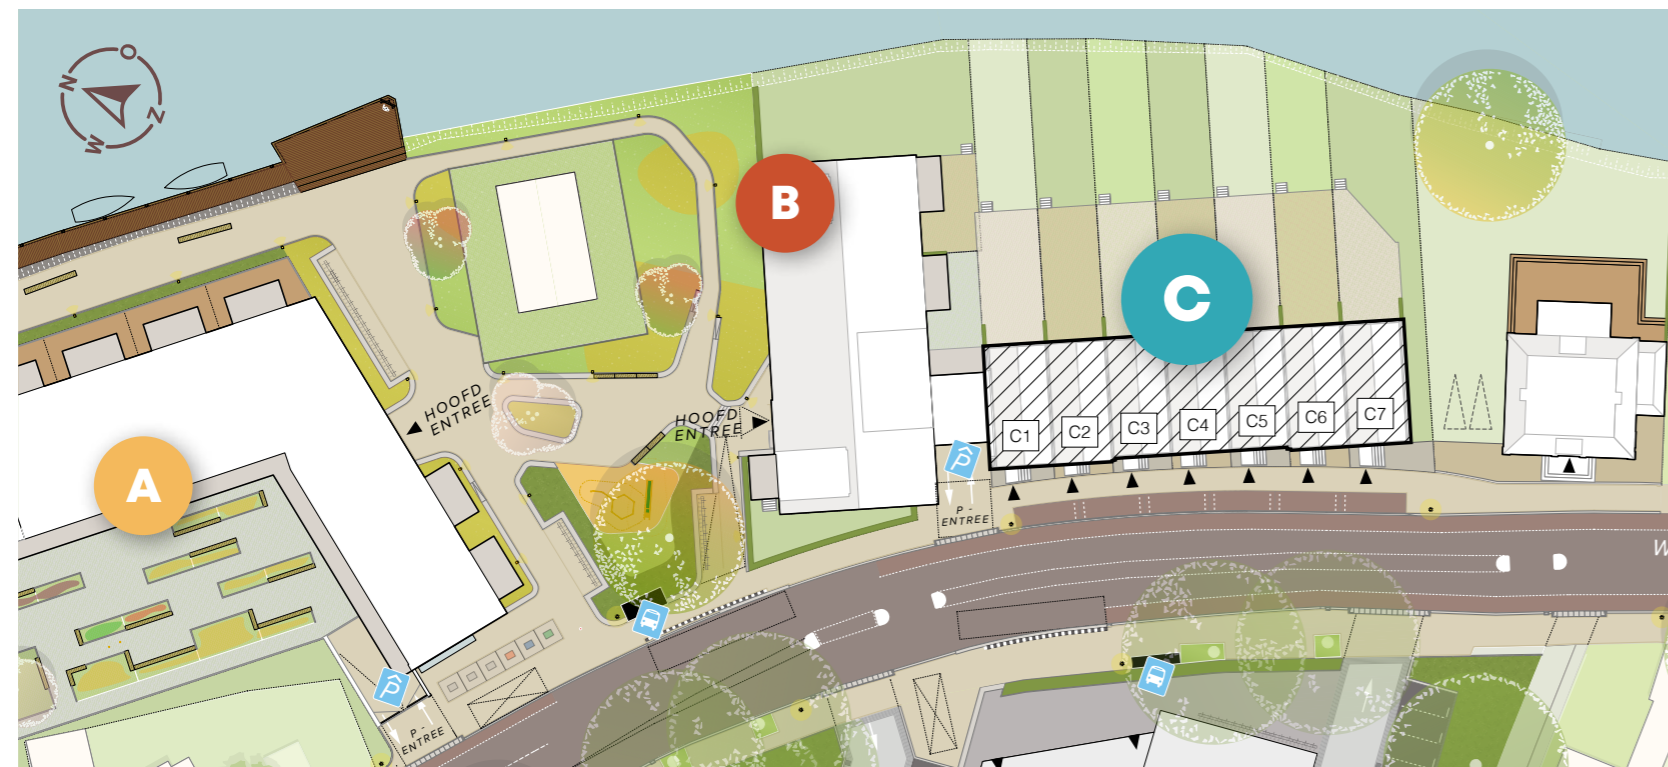 O
N
Z
W
B
C
HOOFD
ENTREE
HOOFD
ENTREE
C1
C2
C3
C4
C5
C6
C7
A
P
P -
ENTREE
W
P
P -
ENTREE